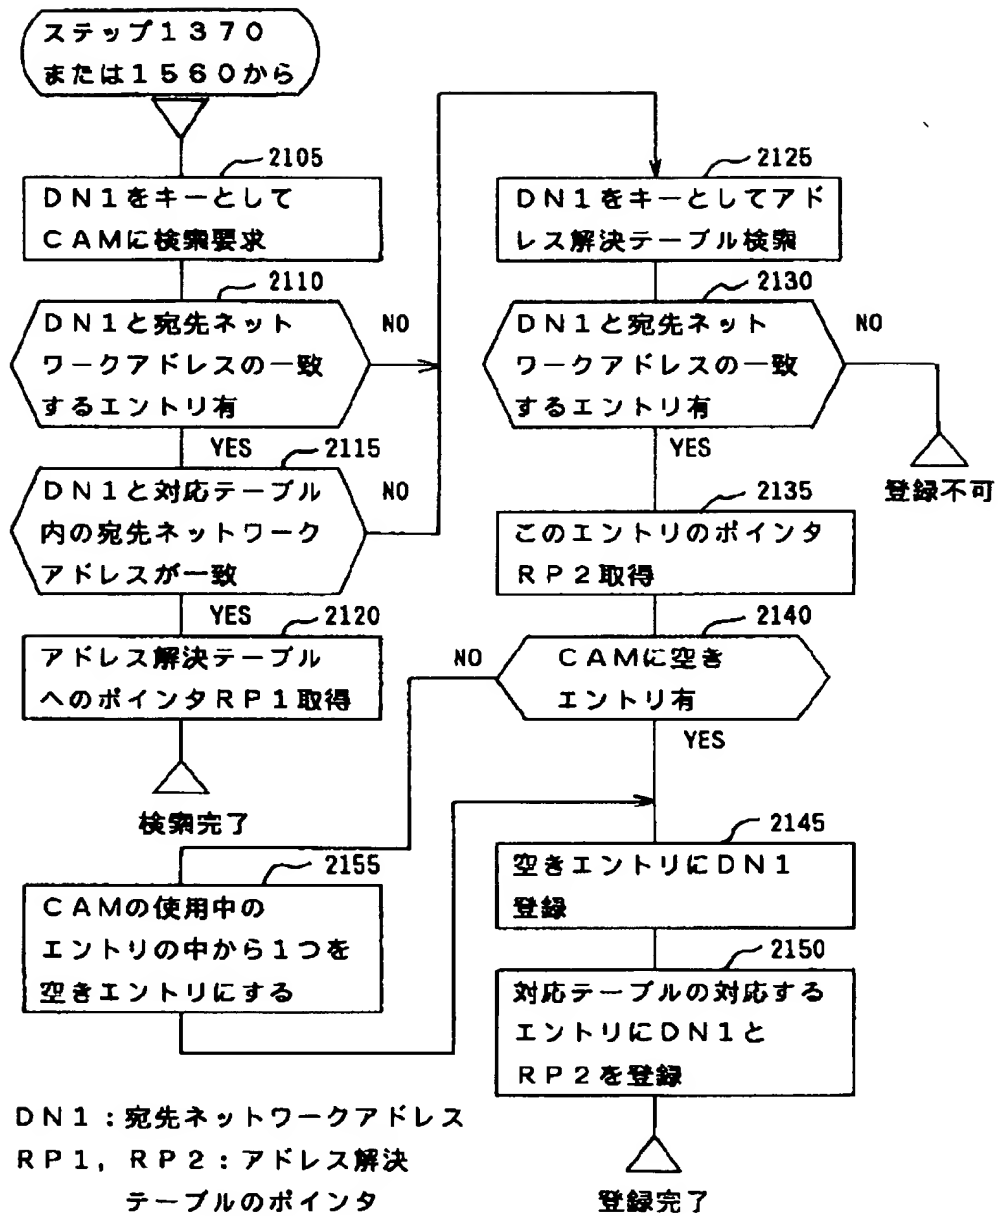 ステップ1370
または1560から
2105
DN1をキーとして
CAMに検索要求
2110
DN1と宛先ネット
ワークアドレスの一致
するエントリ有
NO
YES
2115
DN1と対応テーブル
内の宛先ネットワーク
アドレスが一致
NO
YES
2120
アドレス解決テーブル
へのポインタRP1取得
検索完了
2125
DN1をキーとしてアド
レス解決テーブル検索
2130
DN1と宛先ネット
ワークアドレスの一致
するエントリ有
NO
登録不可
YES
2135
このエントリのポインタ
RP2取得
2140
CAMに空き
エントリ有
NO
YES
2155
CAMの使用中の
エントリの中から1つを
空きエントリにする
2145
空きエントリにDN1
登録
2150
対応テーブルの対応する
エントリにDN1と
RP2を登録
登録完了
DN1:宛先ネットワークアドレス
RP1,RP2:アドレス解決
テーブルのポインタ